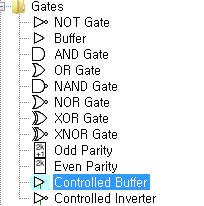 Gates
NOT Gate
Buffer
AND Gate
OR Gate
NAND Gate
NOR Gate
XOR Gate
XNOR Gate
Odd Parity
Even Parity
Controlled Buffer
Controlled Inverter